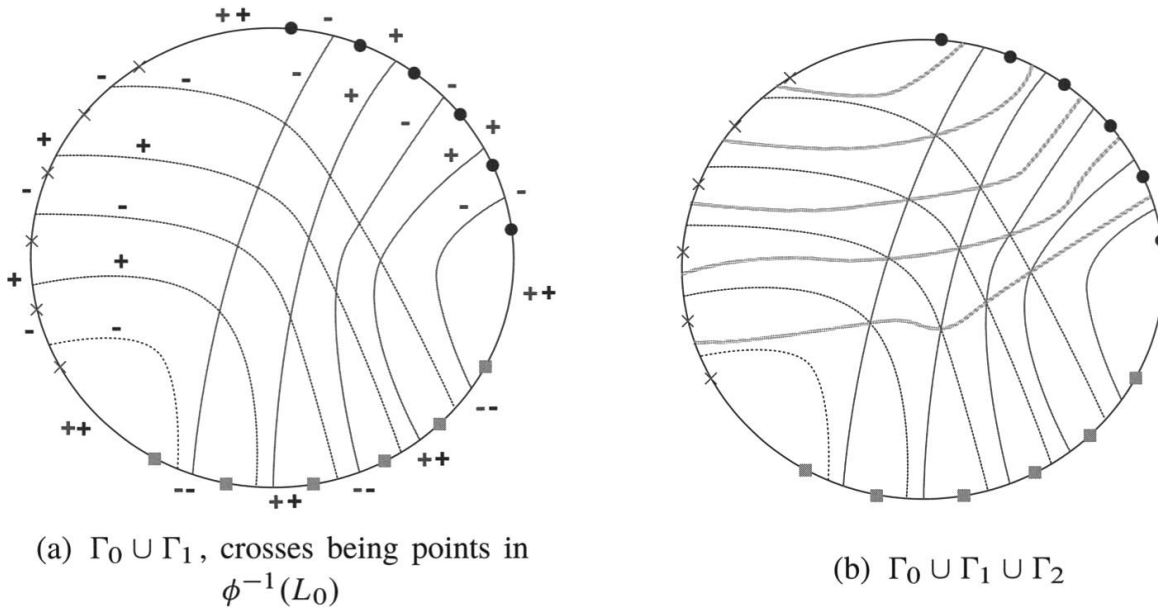 ++ - +
- - - -
+ -
+ + - +
- - +
- - -
+ +
++
- -
++ --
-- ++ -- ++
(a) Γ₀ ∪ Γ₁, crosses being points in
ϕ⁻¹(L₀)
(b) Γ₀ ∪ Γ₁ ∪ Γ₂